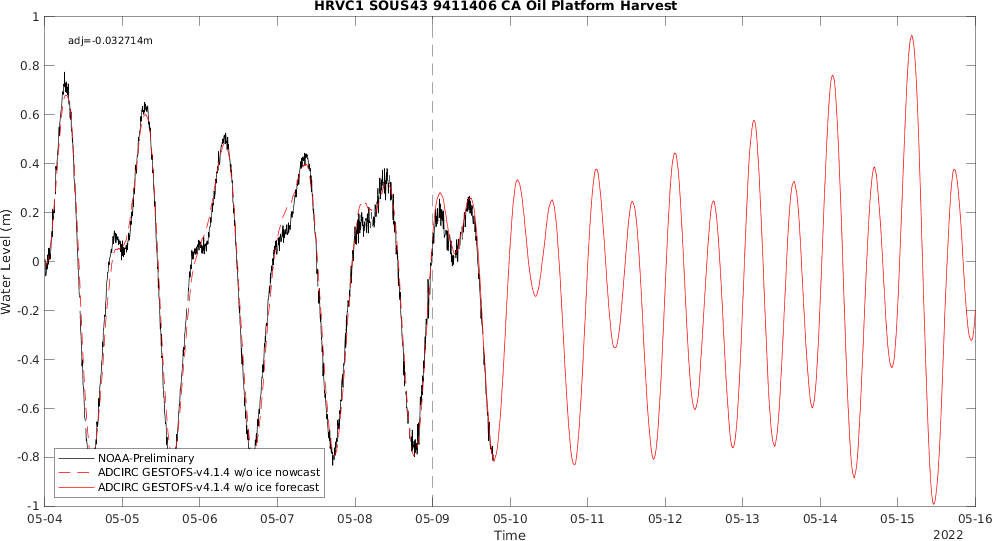 HRVC1 SOUS43 9411406 CA Oil Platform Harvest
adj=-0.032714m
1
0.8
0.6
0.4
0.2
0
-0.2
-0.4
-0.6
-0.8
-1
Water Level (m)
NOAA-Preliminary
ADCIRC GESTOFS-v4.1.4 w/o ice nowcast
ADCIRC GESTOFS-v4.1.4 w/o ice forecast
05-04 05-05 05-06 05-07 05-08 05-09 05-10 05-11 05-12 05-13 05-14 05-15 05-16
Time
2022